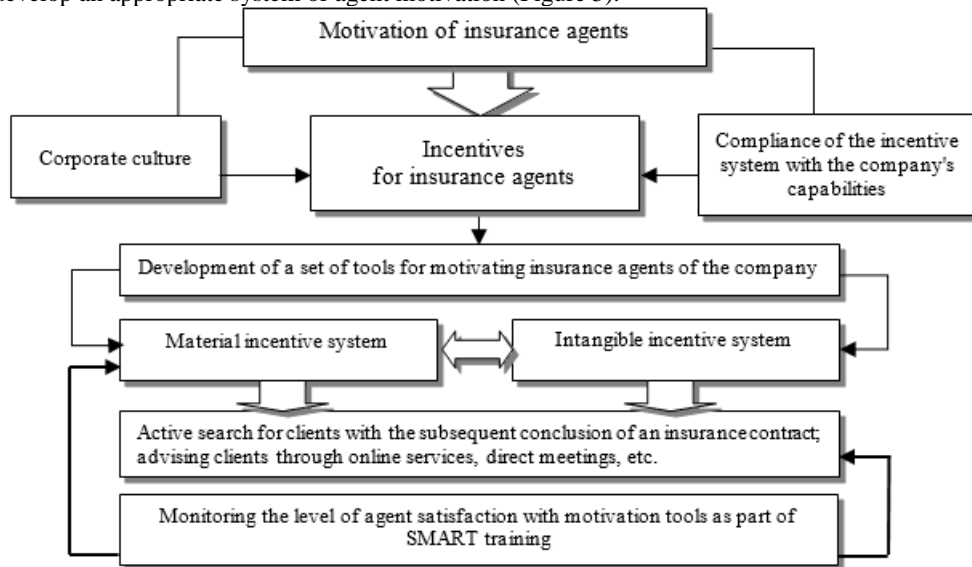 develop an appropriate system of agent motivation (Figure 3).
Motivation of insurance agents
Corporate culture
Incentives
for insurance agents
Compliance of the incentive
system with the company's
capabilities
Development of a set of tools for motivating insurance agents of the company
Material incentive system
Intangible incentive system
Active search for clients with the subsequent conclusion of an insurance contract;
advising clients through online services, direct meetings, etc.
Monitoring the level of agent satisfaction with motivation tools as part of
SMART training